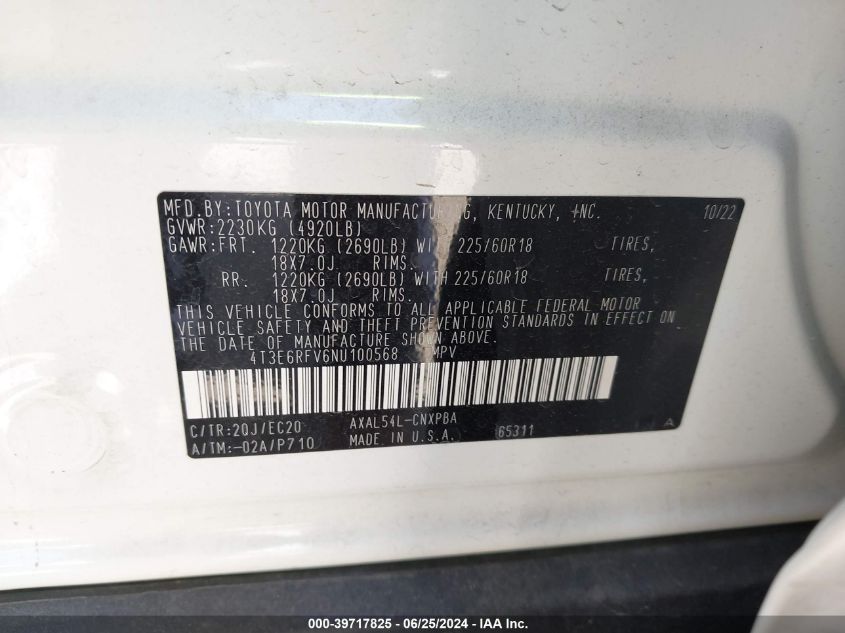 MFD.BY:TOYOTA MOTOR MANUFACTURING, KENTUCKY, INC. 10/22
GVWR:2230KG (4920LB)
GAWR:FRT. 1220KG (2690LB) WITH 225/60R18 TIRES,
18X7.0J RIMS.
RR. 1220KG (2690LB) WITH 225/60R18 TIRES,
18X7.0J RIMS.
THIS VEHICLE CONFORMS TO ALL APPLICABLE FEDERAL MOTOR
VEHICLE SAFETY AND THEFT PREVENTION STANDARDS IN EFFECT ON
THE DATE OF MANUFACTURE SHOWN ABOVE.
4T3E6RFV6NU100568 MPV
C/TR:2QJ/EC20 AXAL54L-CNXPBA 65311 A
A/TM:-02A/P710 MADE IN U.S.A.
000-39717825 / 06/25/2024 - IAA Inc.